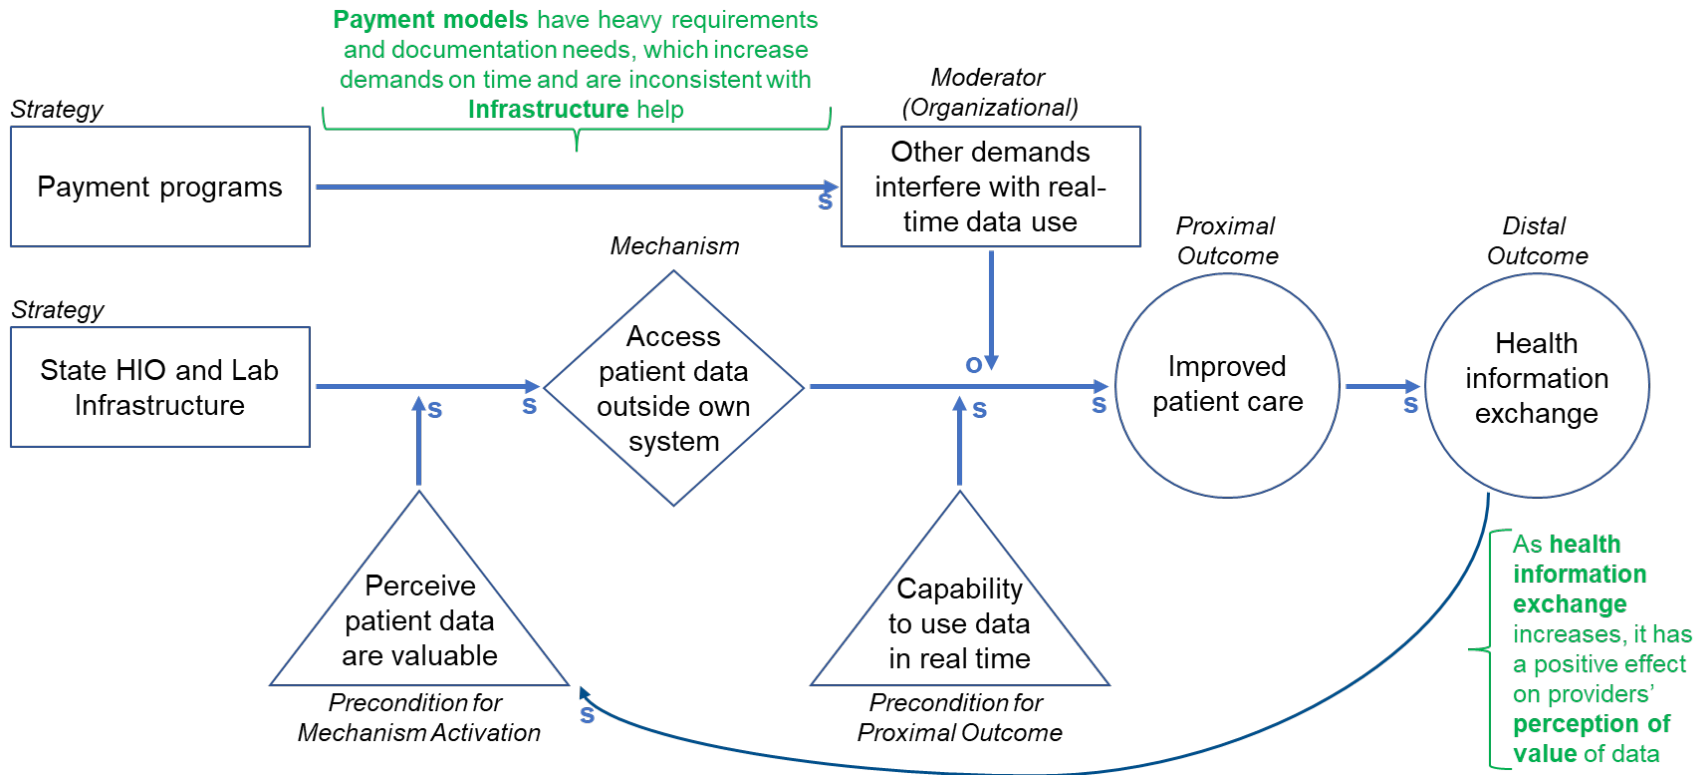 Payment models have heavy requirements
and documentation needs, which increase
demands on time and are inconsistent with
Infrastructure help
Strategy
Payment programs
s
Moderator
(Organizational)
Other demands
interfere with real-
time data use
Strategy
State HIO and Lab
Infrastructure
s
s
Mechanism
Access
patient data
outside own
system
o
s
s
Proximal
Outcome
Improved
patient care
s
Distal
Outcome
Health
information
exchange
Perceive
patient data
are valuable
Precondition for
Mechanism Activation
s
Capability
to use data
in real time
Precondition for
Proximal Outcome
As health
information
exchange
increases, it has
a positive effect
on providers’
perception of
value of data